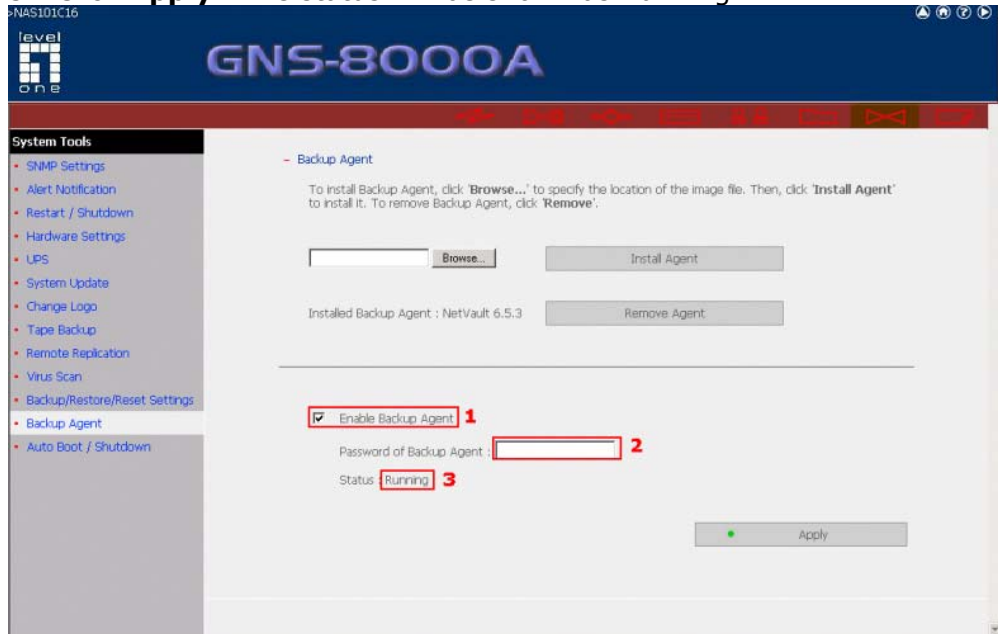 >NAS101C16
level
one
GNS-8000A
System Tools
SNMP Settings
Alert Notification
Restart / Shutdown
Hardware Settings
UPS
System Update
Change Logo
Tape Backup
Remote Replication
Virus Scan
Backup/Restore/Reset Settings
Backup Agent
Auto Boot / Shutdown
– Backup Agent
To install Backup Agent, click 'Browse...' to specify the location of the image file. Then, click 'Install Agent'
to install it. To remove Backup Agent, click 'Remove'.
Browse...
Install Agent
Installed Backup Agent : NetVault 6.5.3
Remove Agent
Enable Backup Agent 1
Password of Backup Agent : 2
Status : Running 3
Apply